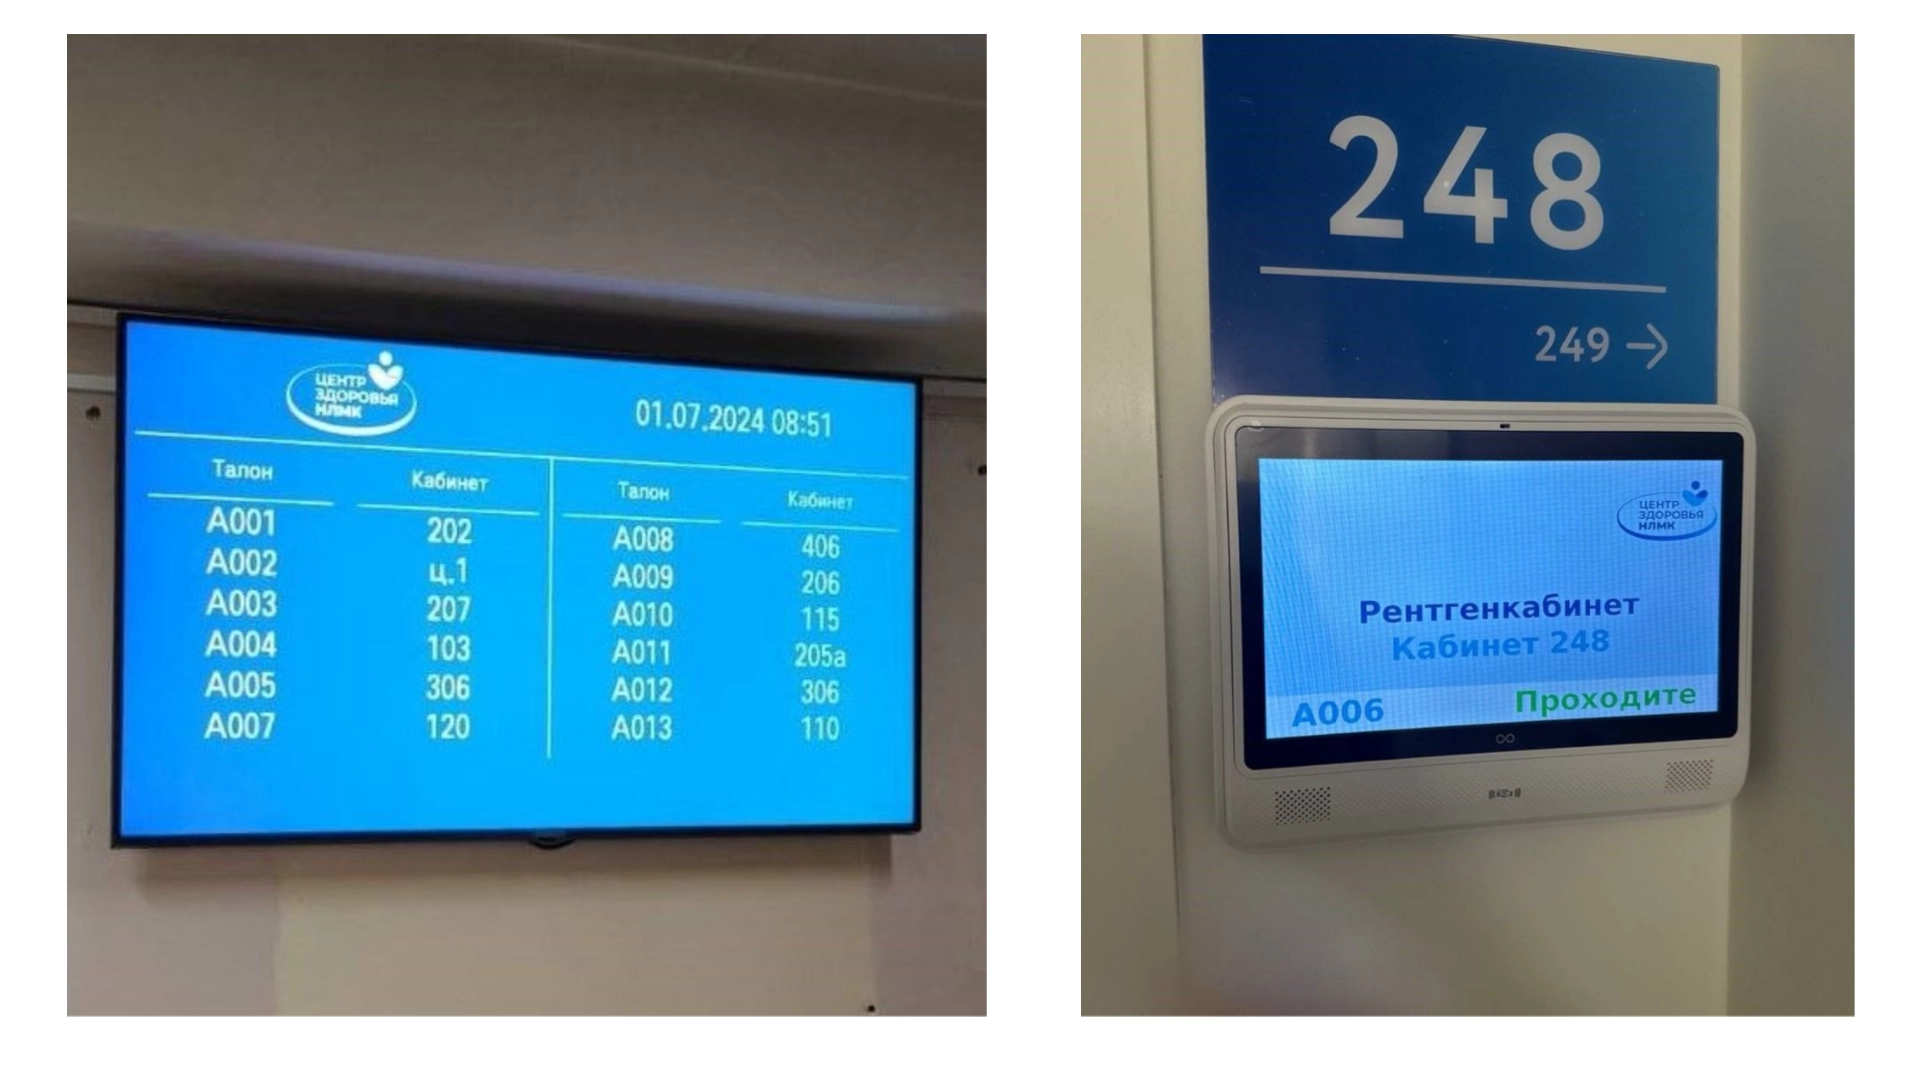 ЦЕНТР
ЗДОРОВЬЯ
НЛМК
01.07.2024 08:51
Талон Кабинет
A001 202
A002 ц.1
A003 207
A004 103
A005 306
A007 120
Талон Кабинет
A008 406
A009 206
A010 115
A011 205а
A012 306
A013 110
248
249 →
ЦЕНТР
ЗДОРОВЬЯ
НЛМК
Рентгенкабинет
Кабинет 248
A006 Проходите